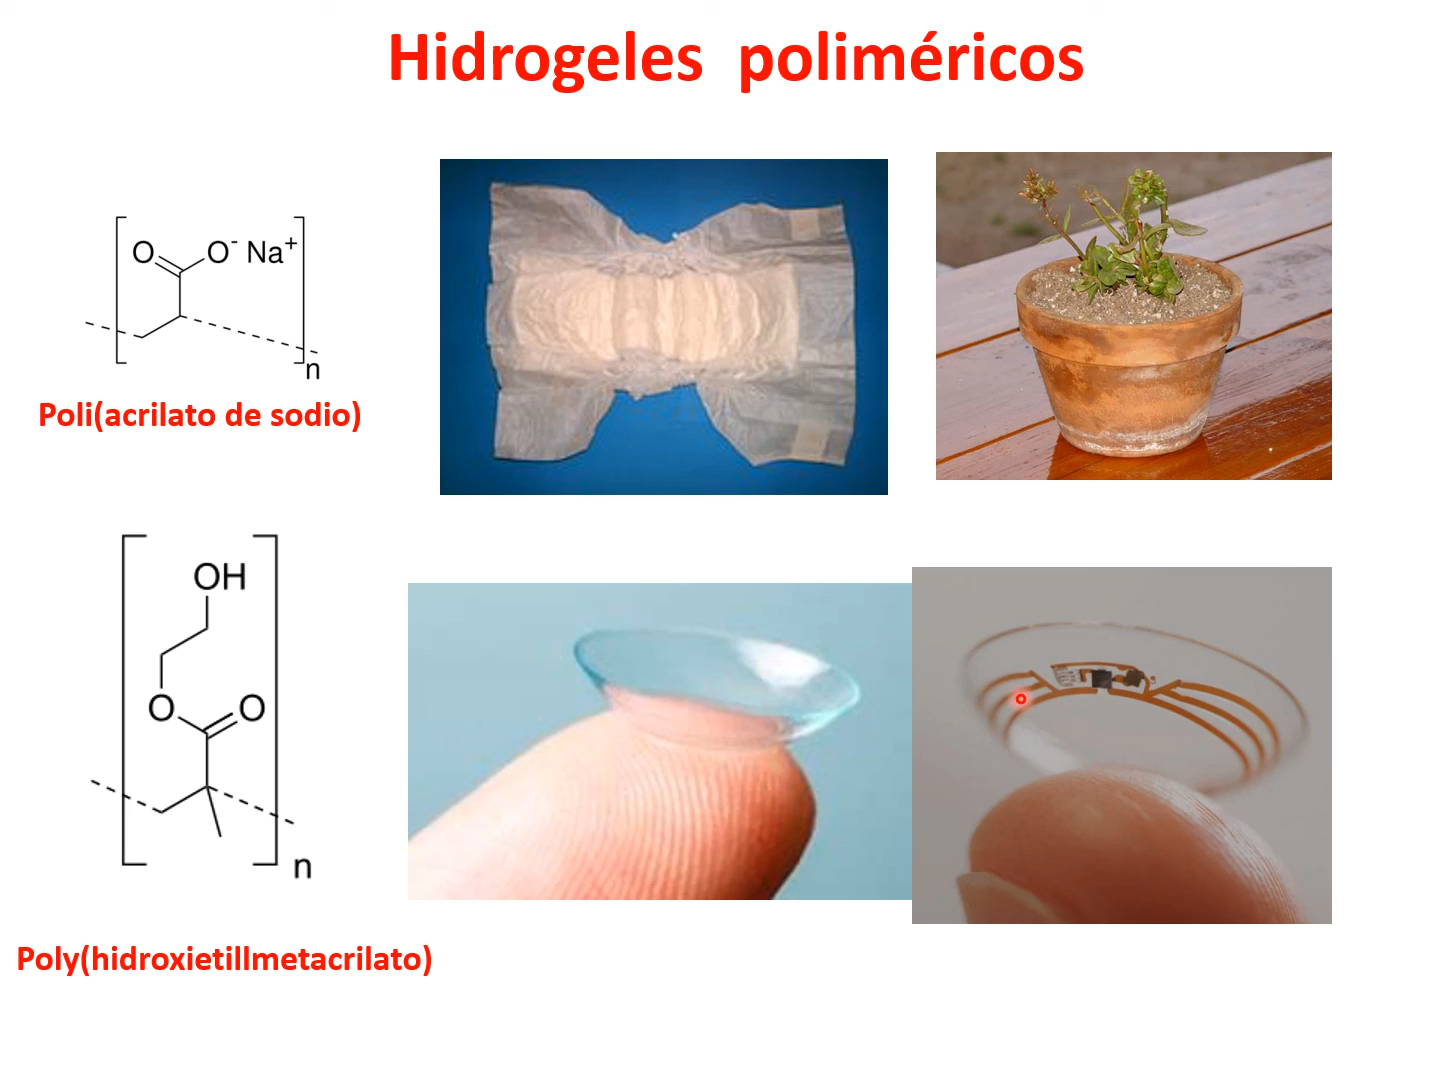 Hidrogeles poliméricos
O O- Na+
n
Poli(acrilato de sodio)
OH
O O
n
Poly(hidroxietillmetacrilato)